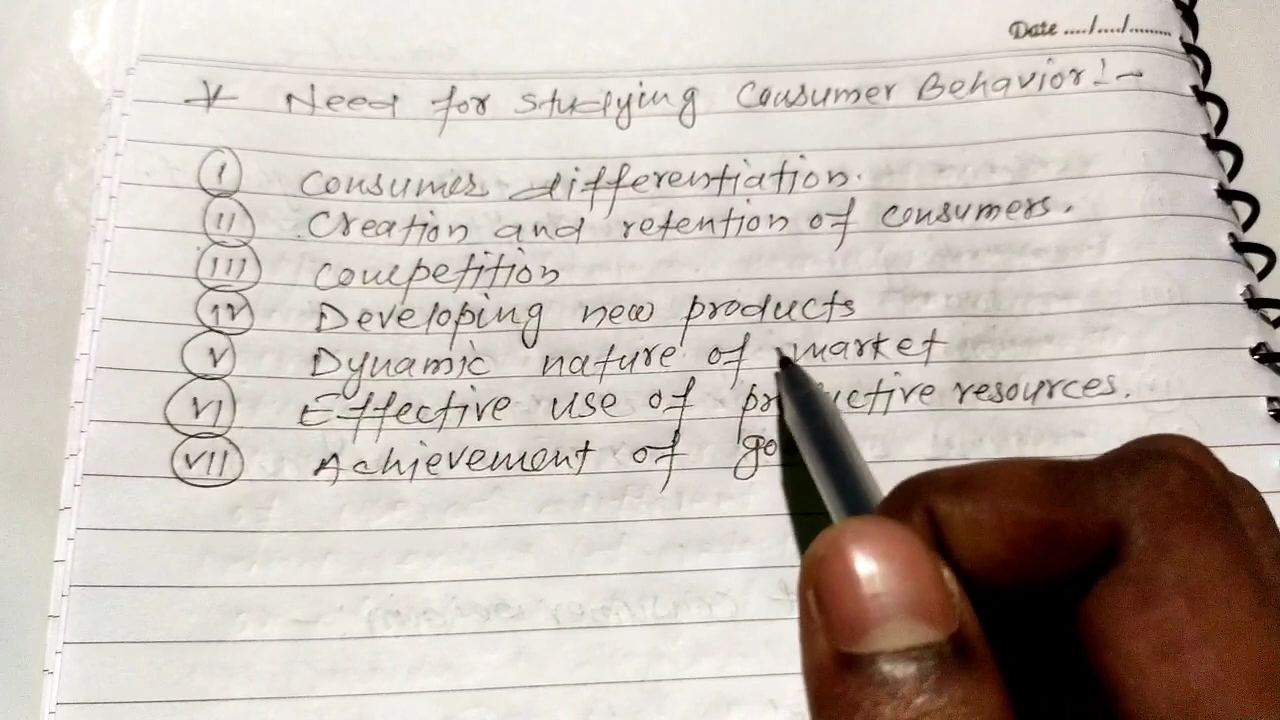 Date ..../..../.........
* Need for studying Consumer Behavior:-
I Consumer differentiation.
II Creation and retention of consumers.
III Competition
IV Developing new products
V Dynamic nature of market
VI Effective use of resources.
VII Achievement of